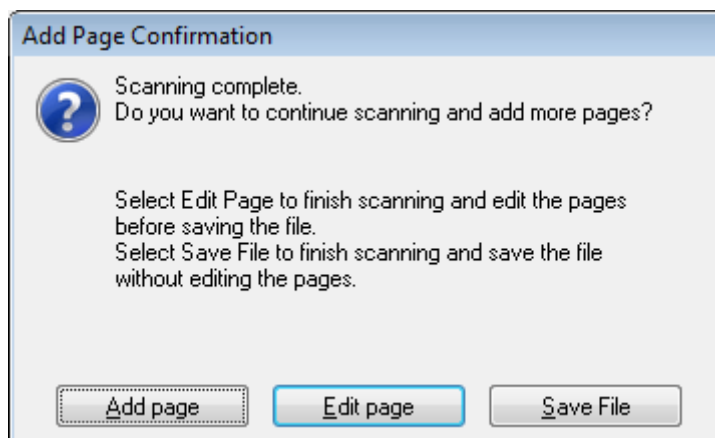 Add Page Confirmation
?
Scanning complete.
Do you want to continue scanning and add more pages?
Select Edit Page to finish scanning and edit the pages
before saving the file.
Select Save File to finish scanning and save the file
without editing the pages.
Add page
Edit page
Save File